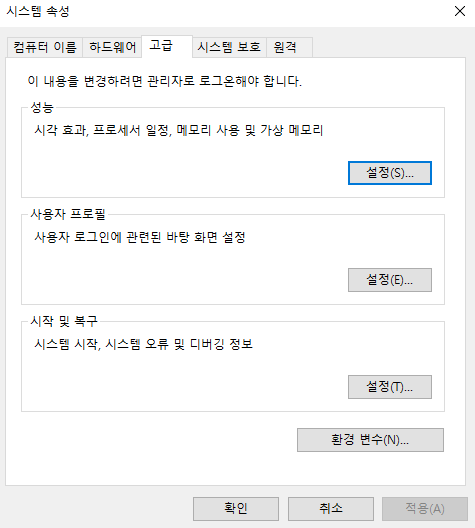 시스템 속성
컴퓨터 이름 하드웨어 고급 시스템 보호 원격
이 내용을 변경하려면 관리자로 로그온해야 합니다.
성능
시각 효과, 프로세서 일정, 메모리 사용 및 가상 메모리
설정(S)...
사용자 프로필
사용자 로그인에 관련된 바탕 화면 설정
설정(E)...
시작 및 복구
시스템 시작, 시스템 오류 및 디버깅 정보
설정(T)...
환경 변수(N)...
확인 취소 적용(A)